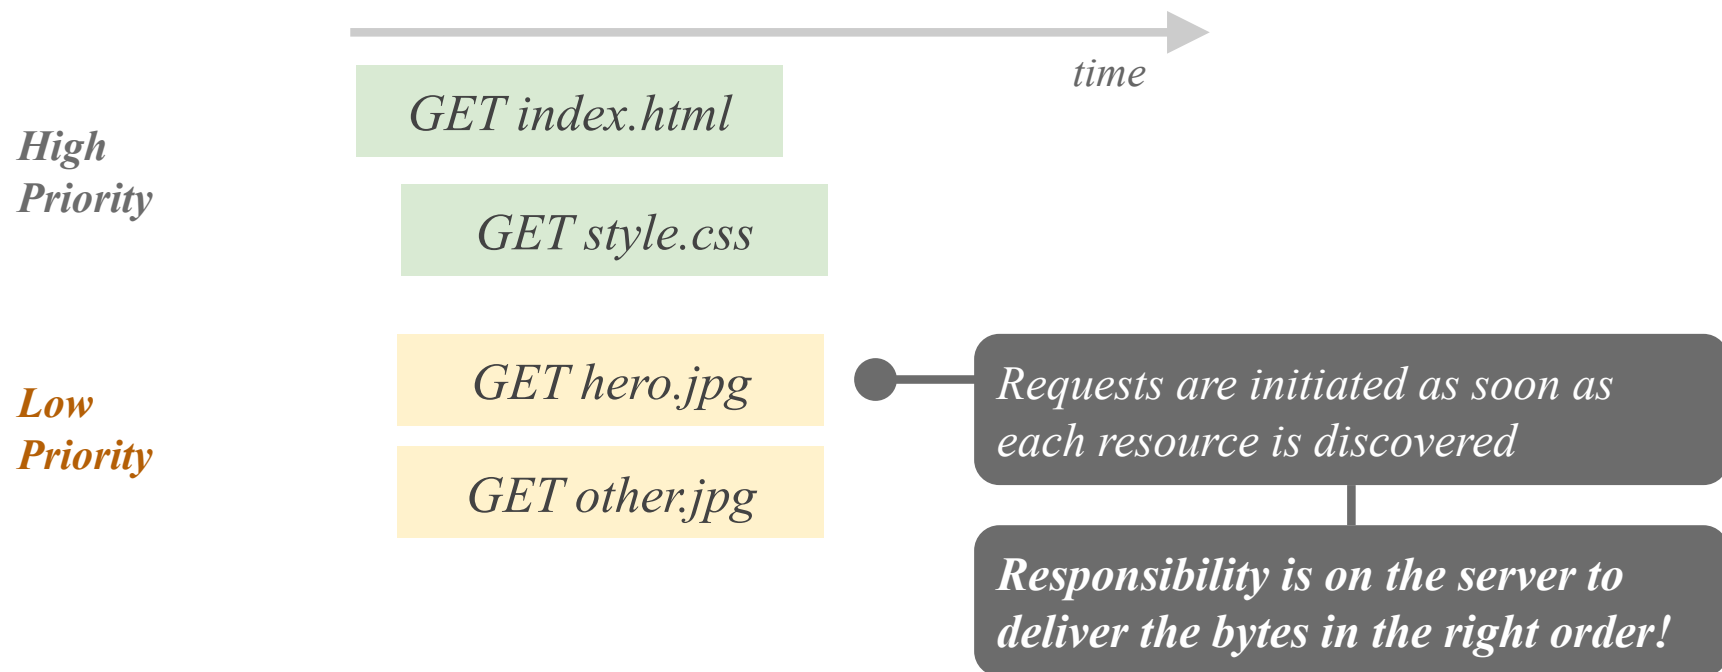 time
High
Priority
GET index.html
GET style.css
Low
Priority
GET hero.jpg
GET other.jpg
Requests are initiated as soon as
each resource is discovered
Responsibility is on the server to
deliver the bytes in the right order!